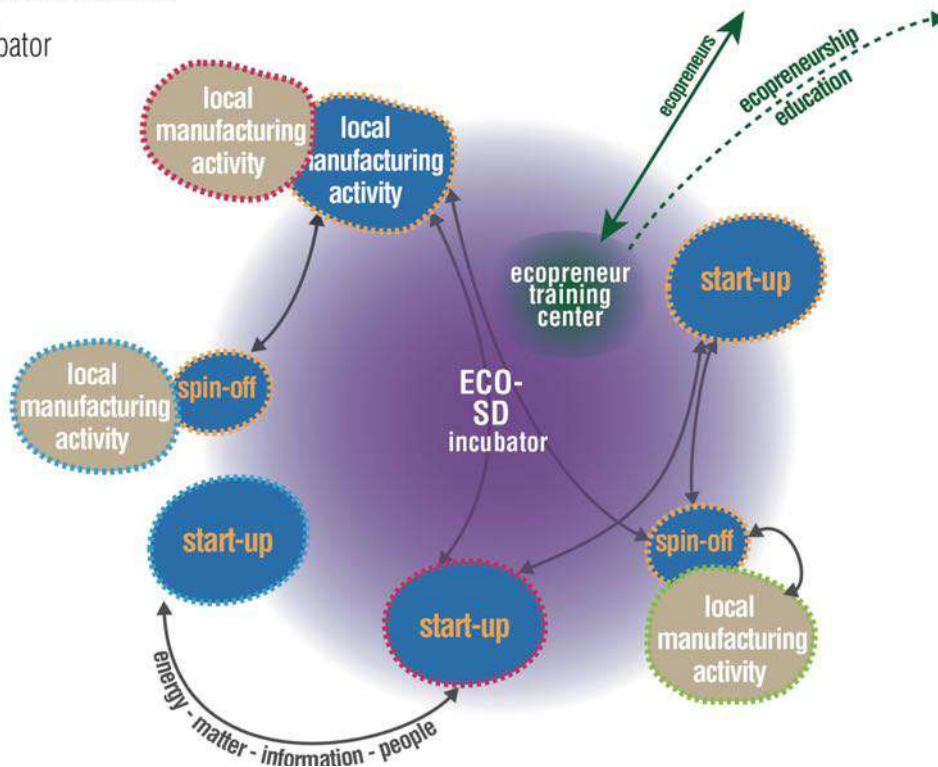 local
manufacturing
activity
local
manufacturing
activity
ecopreneurs
ecopreneurship
education
ecopreneur
training
center
start-up
local
manufacturing
activity
spin-off
ECO-
SD
incubator
start-up
spin-off
start-up
local
manufacturing
activity
energy - matter - information - people